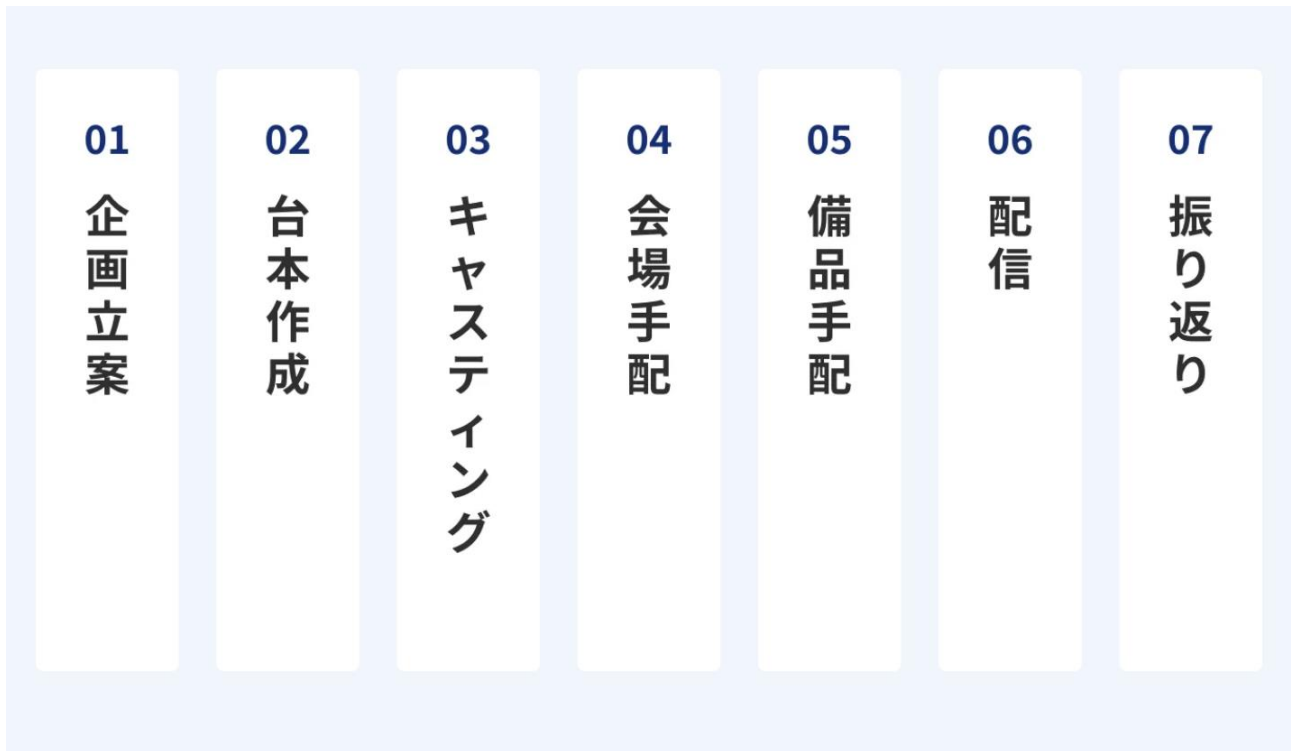 01
企画立案
02
台本作成
03
キャスティング
04
会場手配
05
備品手配
06
配信
07
振り返り